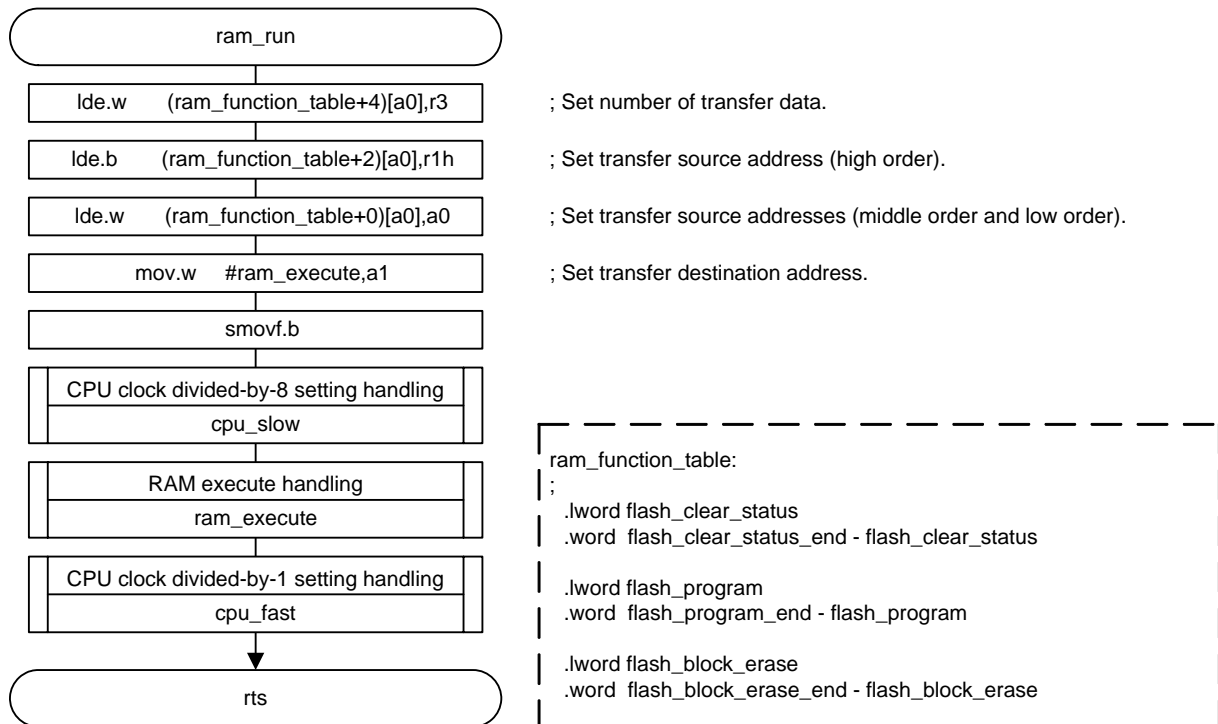 ram_run
lde.w (ram_function_table+4)[a0],r3 ; Set number of transfer data.
lde.b (ram_function_table+2)[a0],r1h ; Set transfer source address (high order).
lde.w (ram_function_table+0)[a0],a0 ; Set transfer source addresses (middle order and low order).
mov.w #ram_execute,a1 ; Set transfer destination address.
smovf.b
CPU clock divided-by-8 setting handling
cpu_slow
RAM execute handling
ram_execute
CPU clock divided-by-1 setting handling
cpu_fast
rts
ram_function_table:
;
.lword flash_clear_status
.word flash_clear_status_end - flash_clear_status
.lword flash_program
.word flash_program_end - flash_program
.lword flash_block_erase
.word flash_block_erase_end - flash_block_erase